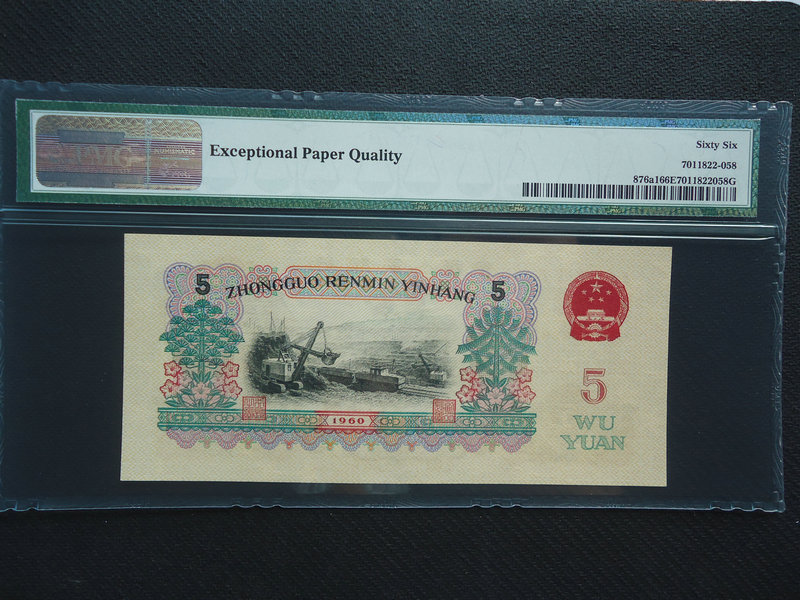 Exceptional Paper Quality
Sixty Six
7011822-058
876a166E7011822058G
5 ZHONGGUO RENMIN YINHANG 5
5
1960
WU
YUAN